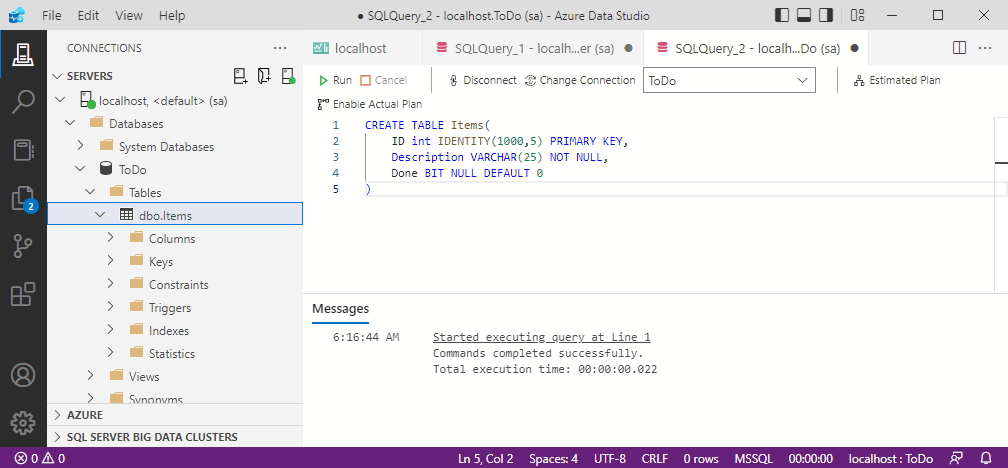 File Edit View Help
● SQLQuery_2 - localhost.ToDo (sa) - Azure Data Studio
CONNECTIONS
SERVERS
localhost, <default> (sa)
Databases
System Databases
ToDo
Tables
dbo.Items
Columns
Keys
Constraints
Triggers
Indexes
Statistics
Views
Synonyms
AZURE
SQL SERVER BIG DATA CLUSTERS
2
localhost
SQLQuery_1 - localh...er (sa) ●
SQLQuery_2 - localh...Do (sa) ●
Run Cancel Disconnect Change Connection ToDo Estimated Plan
Enable Actual Plan
1 CREATE TABLE Items(
2 ID int IDENTITY(1000,5) PRIMARY KEY,
3 Description VARCHAR(25) NOT NULL,
4 Done BIT NULL DEFAULT 0
5 )
Messages
6:16:44 AM Started executing query at Line 1
Commands completed successfully.
Total execution time: 00:00:00.022
0 0 Ln 5, Col 2 Spaces: 4 UTF-8 CRLF 0 rows MSSQL 00:00:00 localhost : ToDo